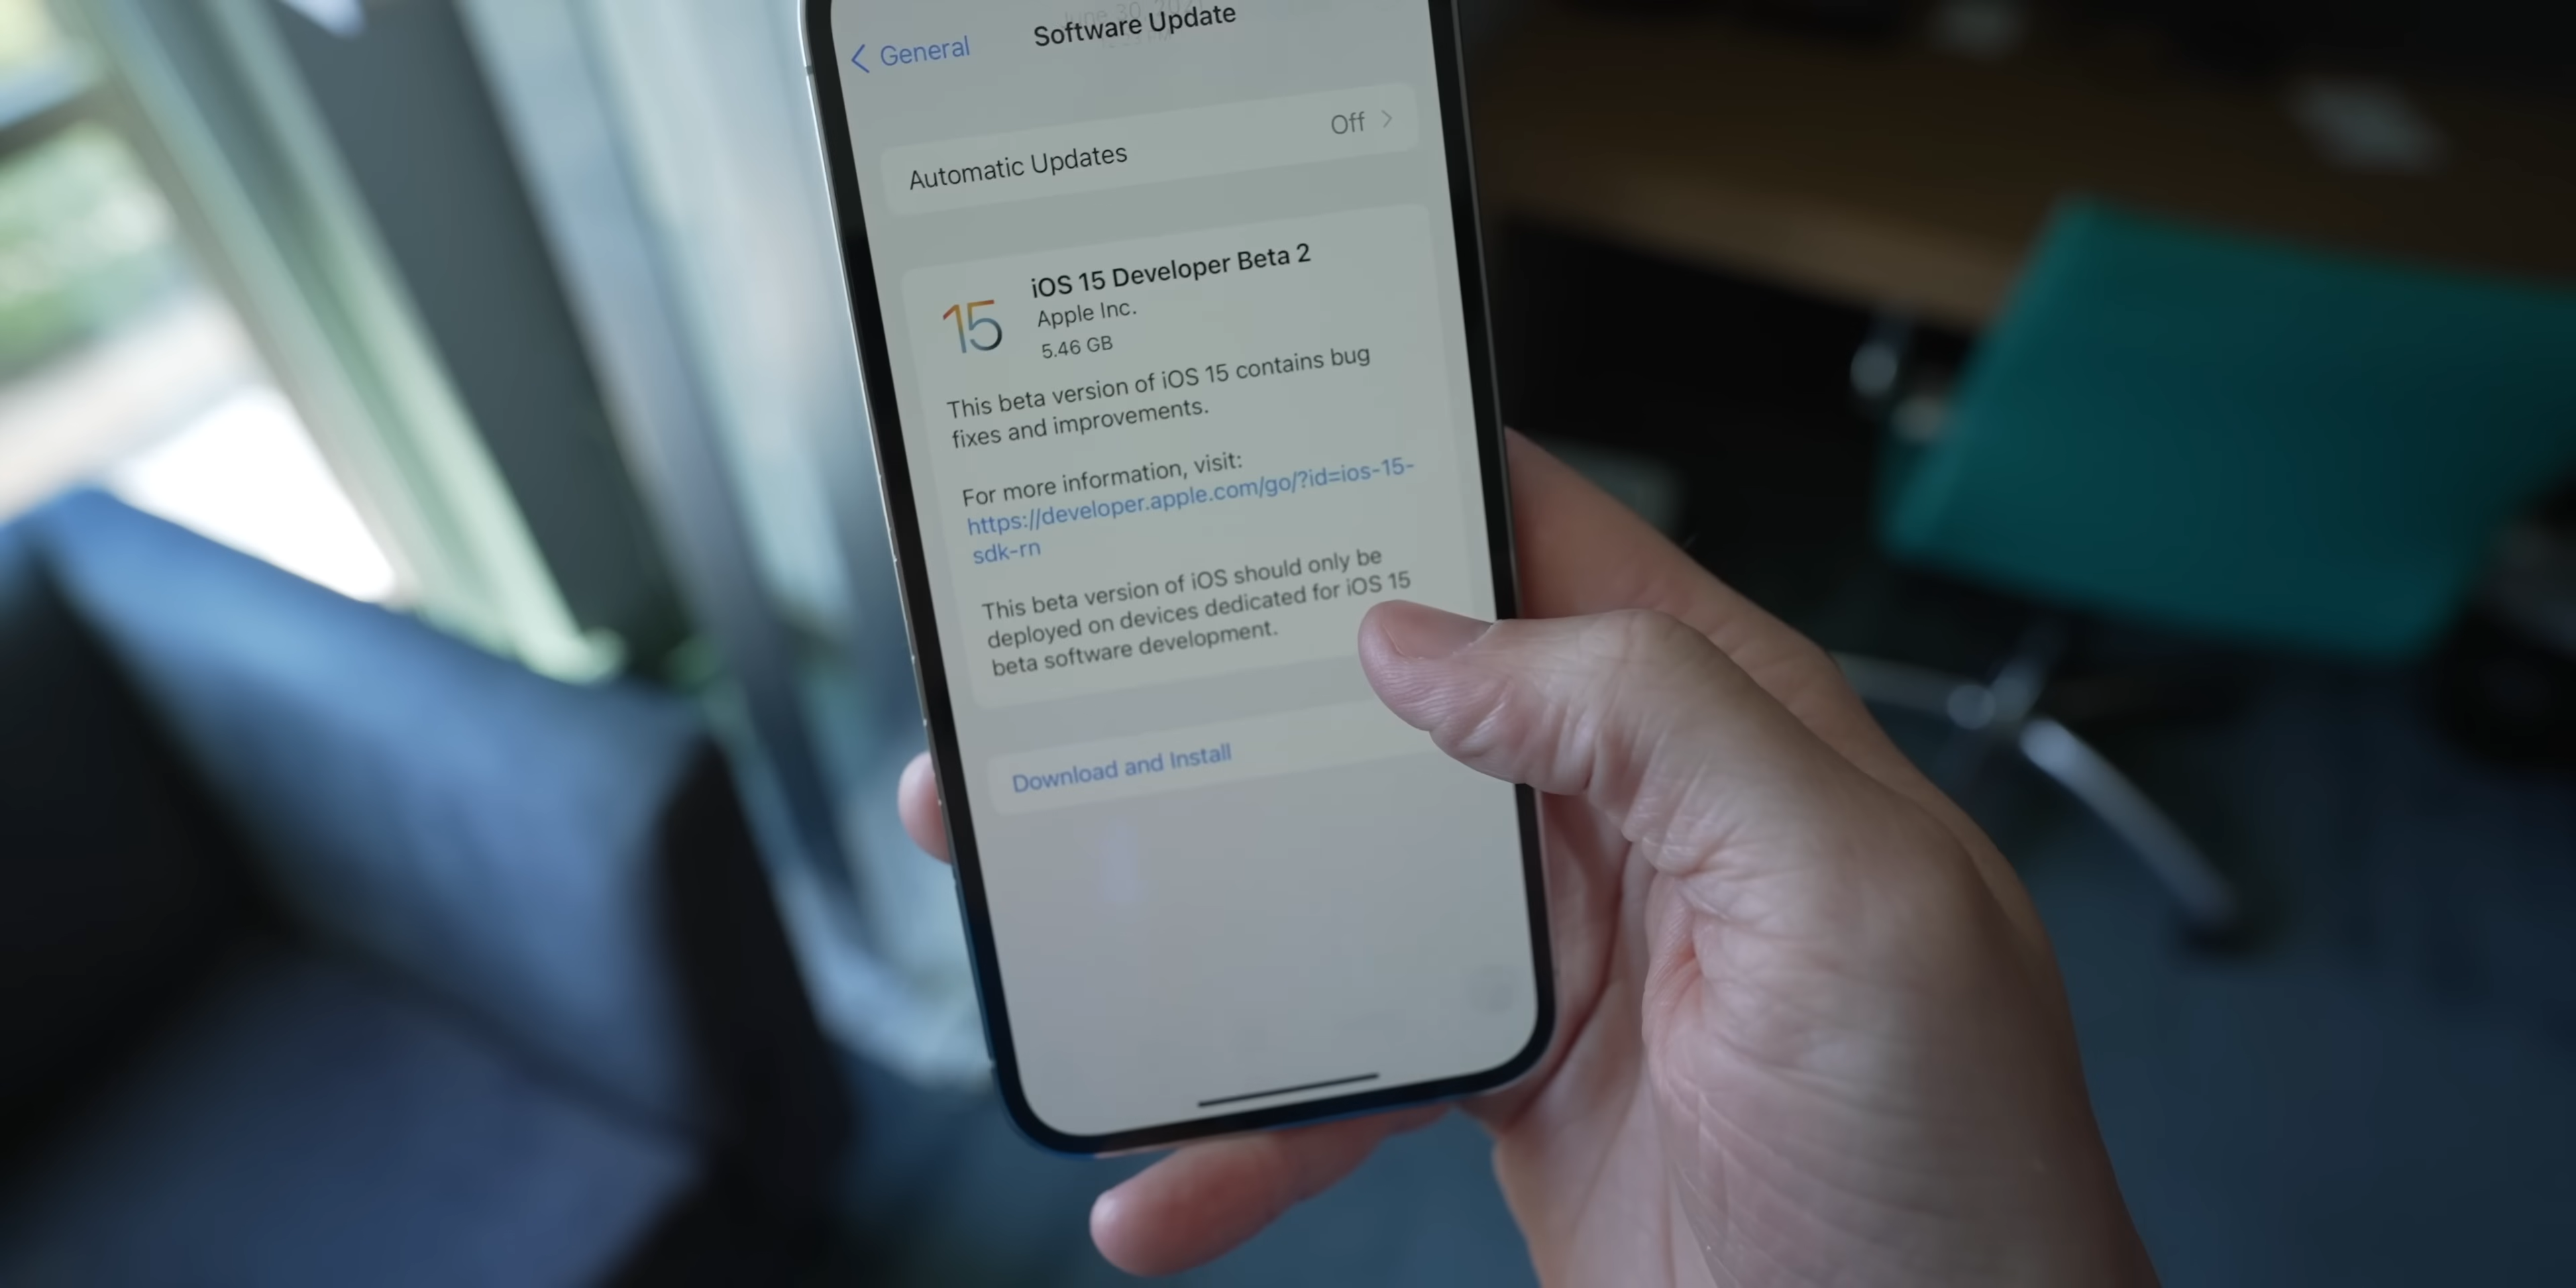 Software Update
General
Automatic Updates
Off
15
iOS 15 Developer Beta 2
Apple Inc.
5.46 GB
This beta version of iOS 15 contains bug
fixes and improvements.
For more information, visit:
https://developer.apple.com/go/?id=ios-15-
sdk-rn
This beta version of iOS should only be
deployed on devices dedicated for iOS 15
beta software development.
Download and Install